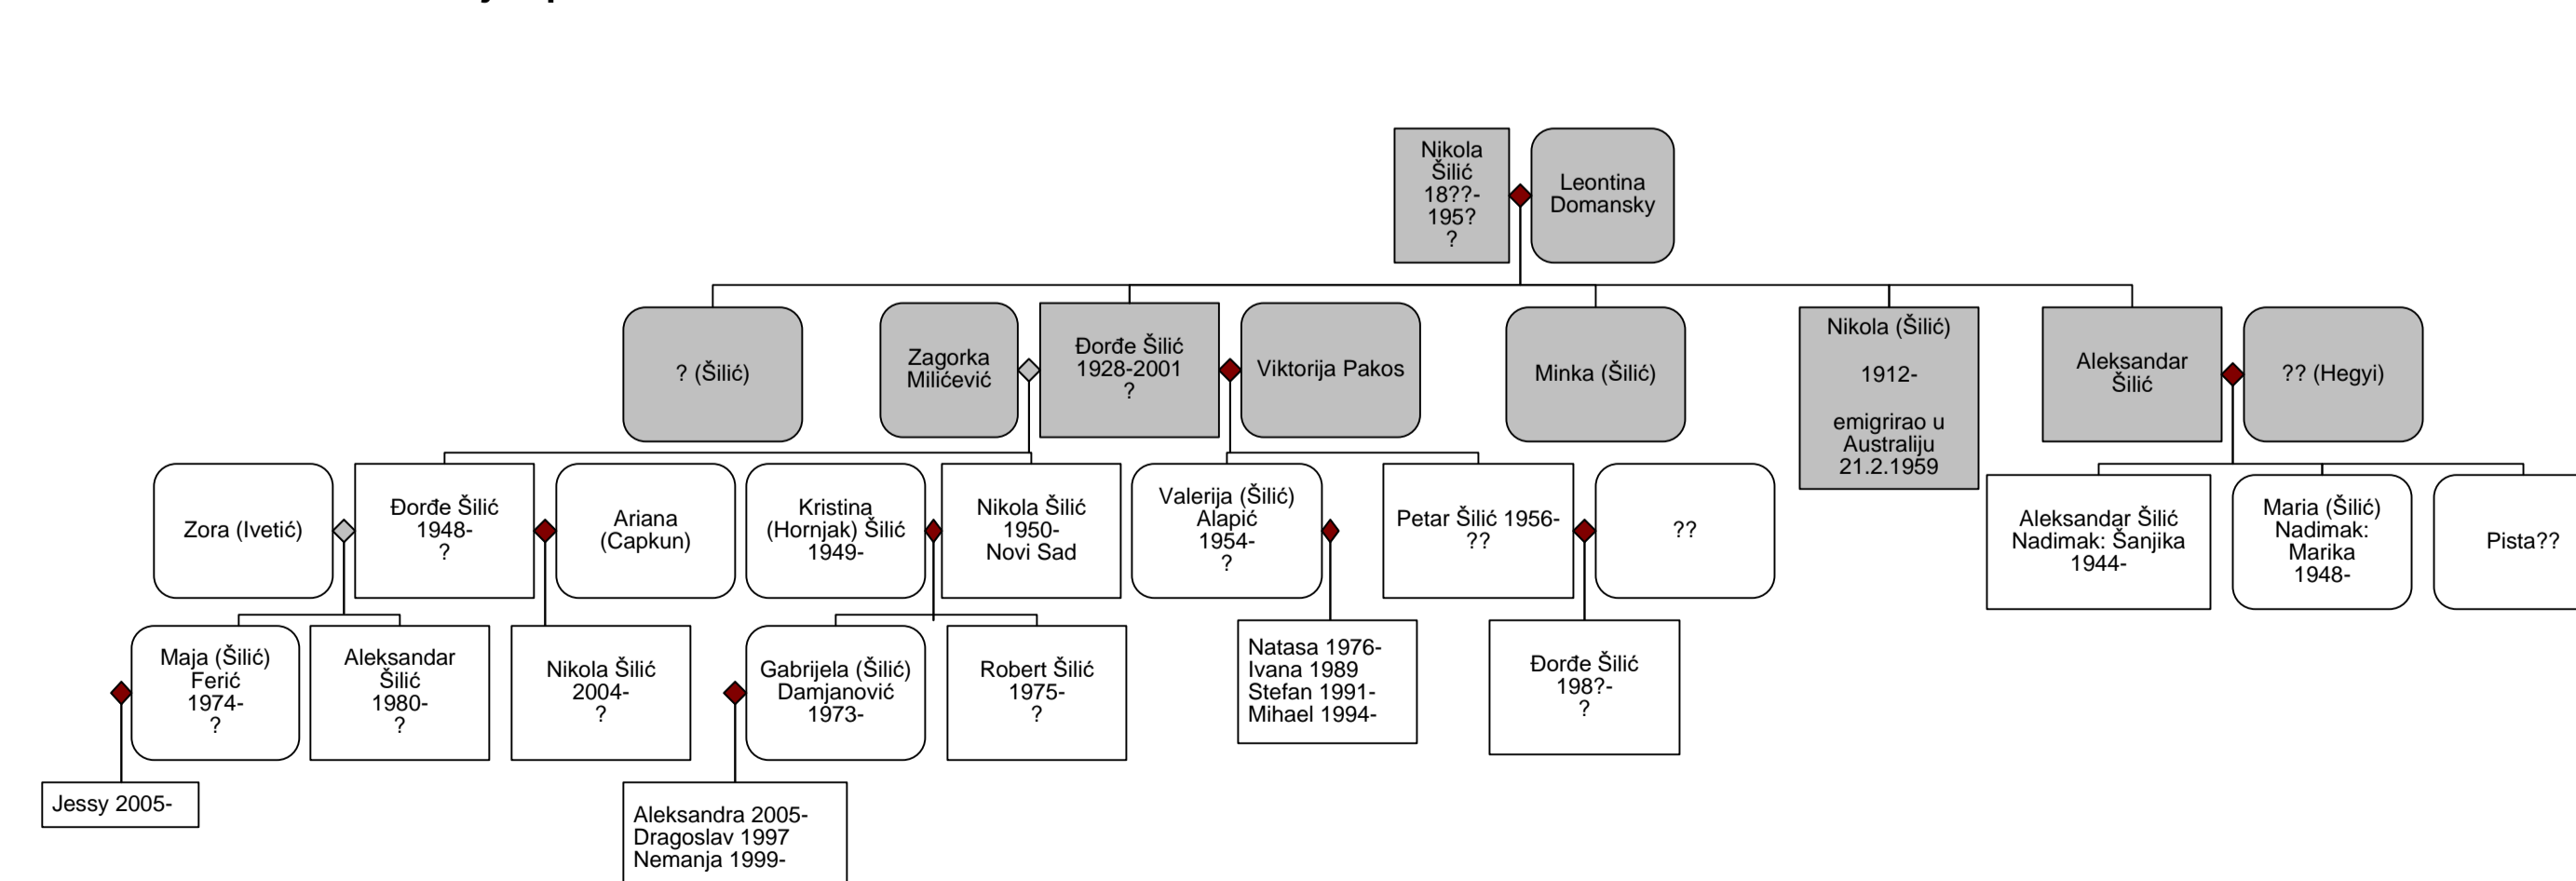 Nikola
Šilić
18??-
195?
?
Leontina
Domansky
? (Šilić)
Zagorka
Milićević
Đorđe Šilić
1928-2001
?
Viktorija Pakos
Minka (Šilić)
Nikola (Šilić)
1912-
emigrirao u
Australiju
21.2.1959
Aleksandar
Šilić
?? (Hegyi)
Zora (Ivetić)
Đorđe Šilić
1948-
?
Ariana
(Capkun)
Kristina
(Hornjak) Šilić
1949-
Nikola Šilić
1950-
Novi Sad
Valerija (Šilić)
Alapić
1954-
?
Petar Šilić 1956-
??
??
Aleksandar Šilić
Nadimak: Šanjika
1944-
Maria (Šilić)
Nadimak:
Marika
1948-
Pista??
Maja (Šilić)
Ferić
1974-
?
Aleksandar
Šilić
1980-
?
Nikola Šilić
2004-
?
Gabrijela (Šilić)
Damjanović
1973-
Robert Šilić
1975-
?
Natasa 1976-
Ivana 1989
Stefan 1991-
Mihael 1994-
Đorđe Šilić
198?-
?
Jessy 2005-
Aleksandra 2005-
Dragoslav 1997
Nemanja 1999-